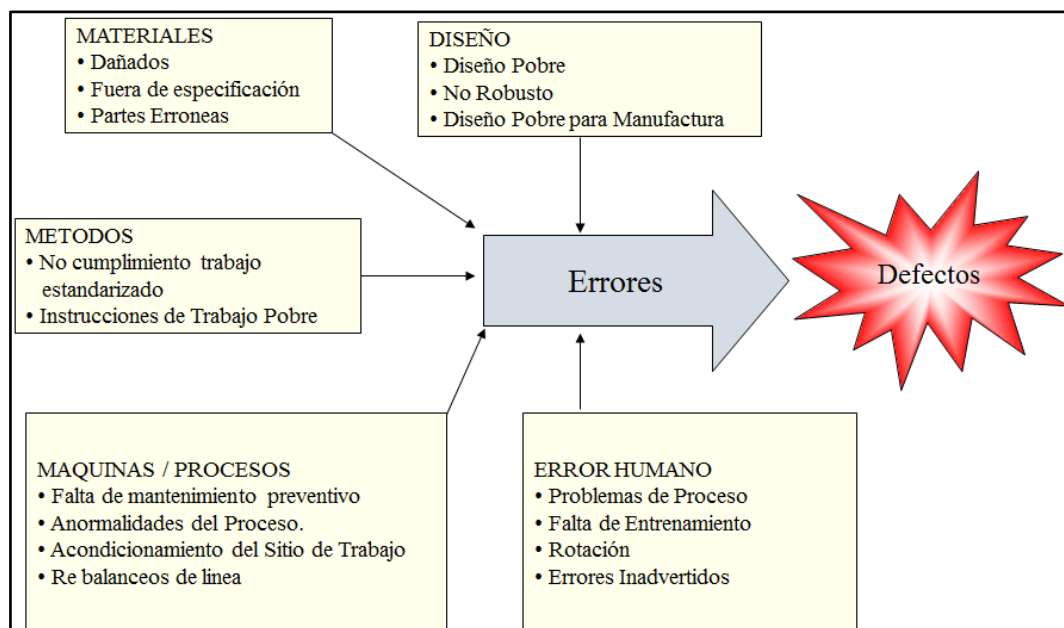 MATERIALES
• Dañados
• Fuera de especificación
• Partes Erroneas
DISEÑO
• Diseño Pobre
• No Robusto
• Diseño Pobre para Manufactura
METODOS
• No cumplimiento trabajo
estandarizado
• Instrucciones de Trabajo Pobre
Errores
Defectos
MAQUINAS / PROCESOS
• Falta de mantenimiento preventivo
• Anormalidades del Proceso.
• Acondicionamiento del Sitio de Trabajo
• Re balanceos de linea
ERROR HUMANO
• Problemas de Proceso
• Falta de Entrenamiento
• Rotación
• Errores Inadvertidos